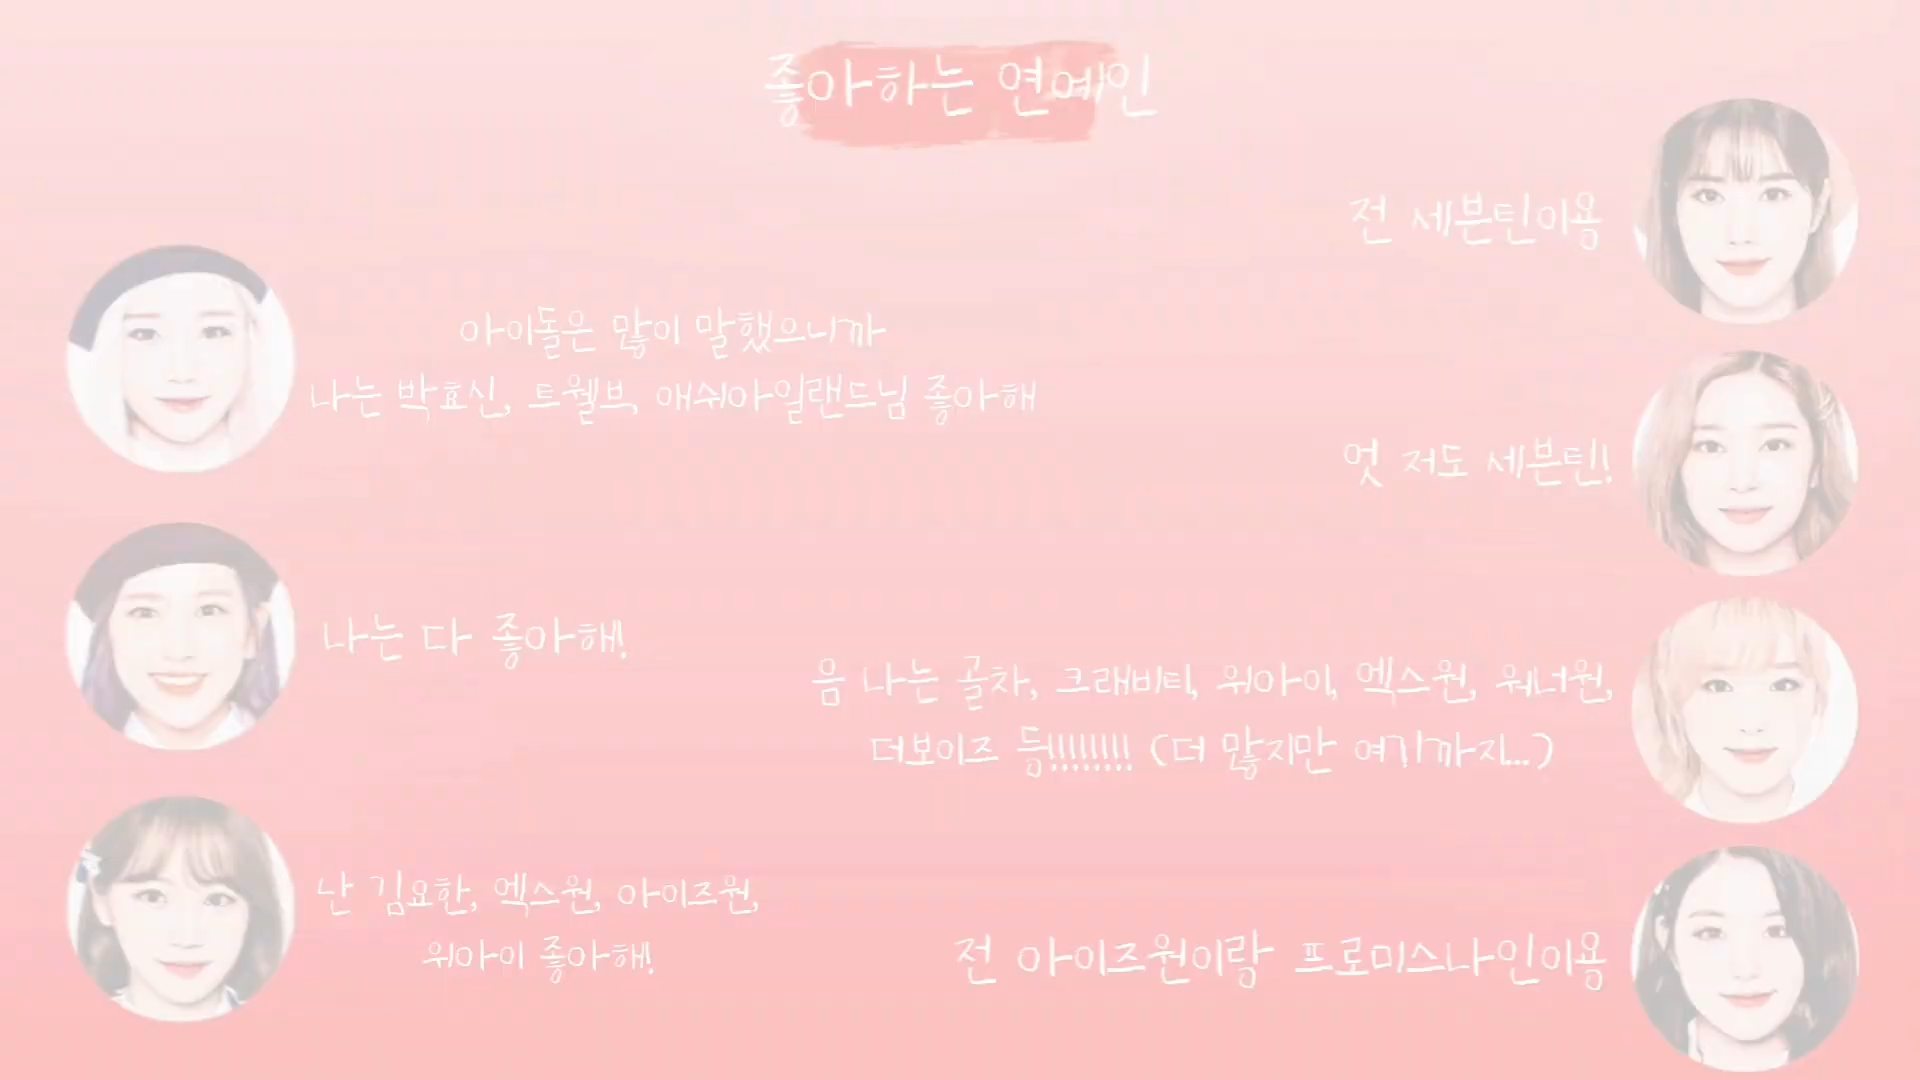 좋아하는 연예인
전 세븐틴이용
아이돌은 많이 말했으니까
나는 박효신, 트웰브, 애쉬아일랜드님 좋아해
엇 저도 세븐틴!
나는 다 좋아해!
음 나는 골차, 크래비티, 위아이, 엑스원, 워너원,
더보이즈 등!!!!!!!! (더 많지만 여기까지...)
난 김요한, 엑스원, 아이즈원,
위아이 좋아해!
전 아이즈원이랑 프로미스나인이용